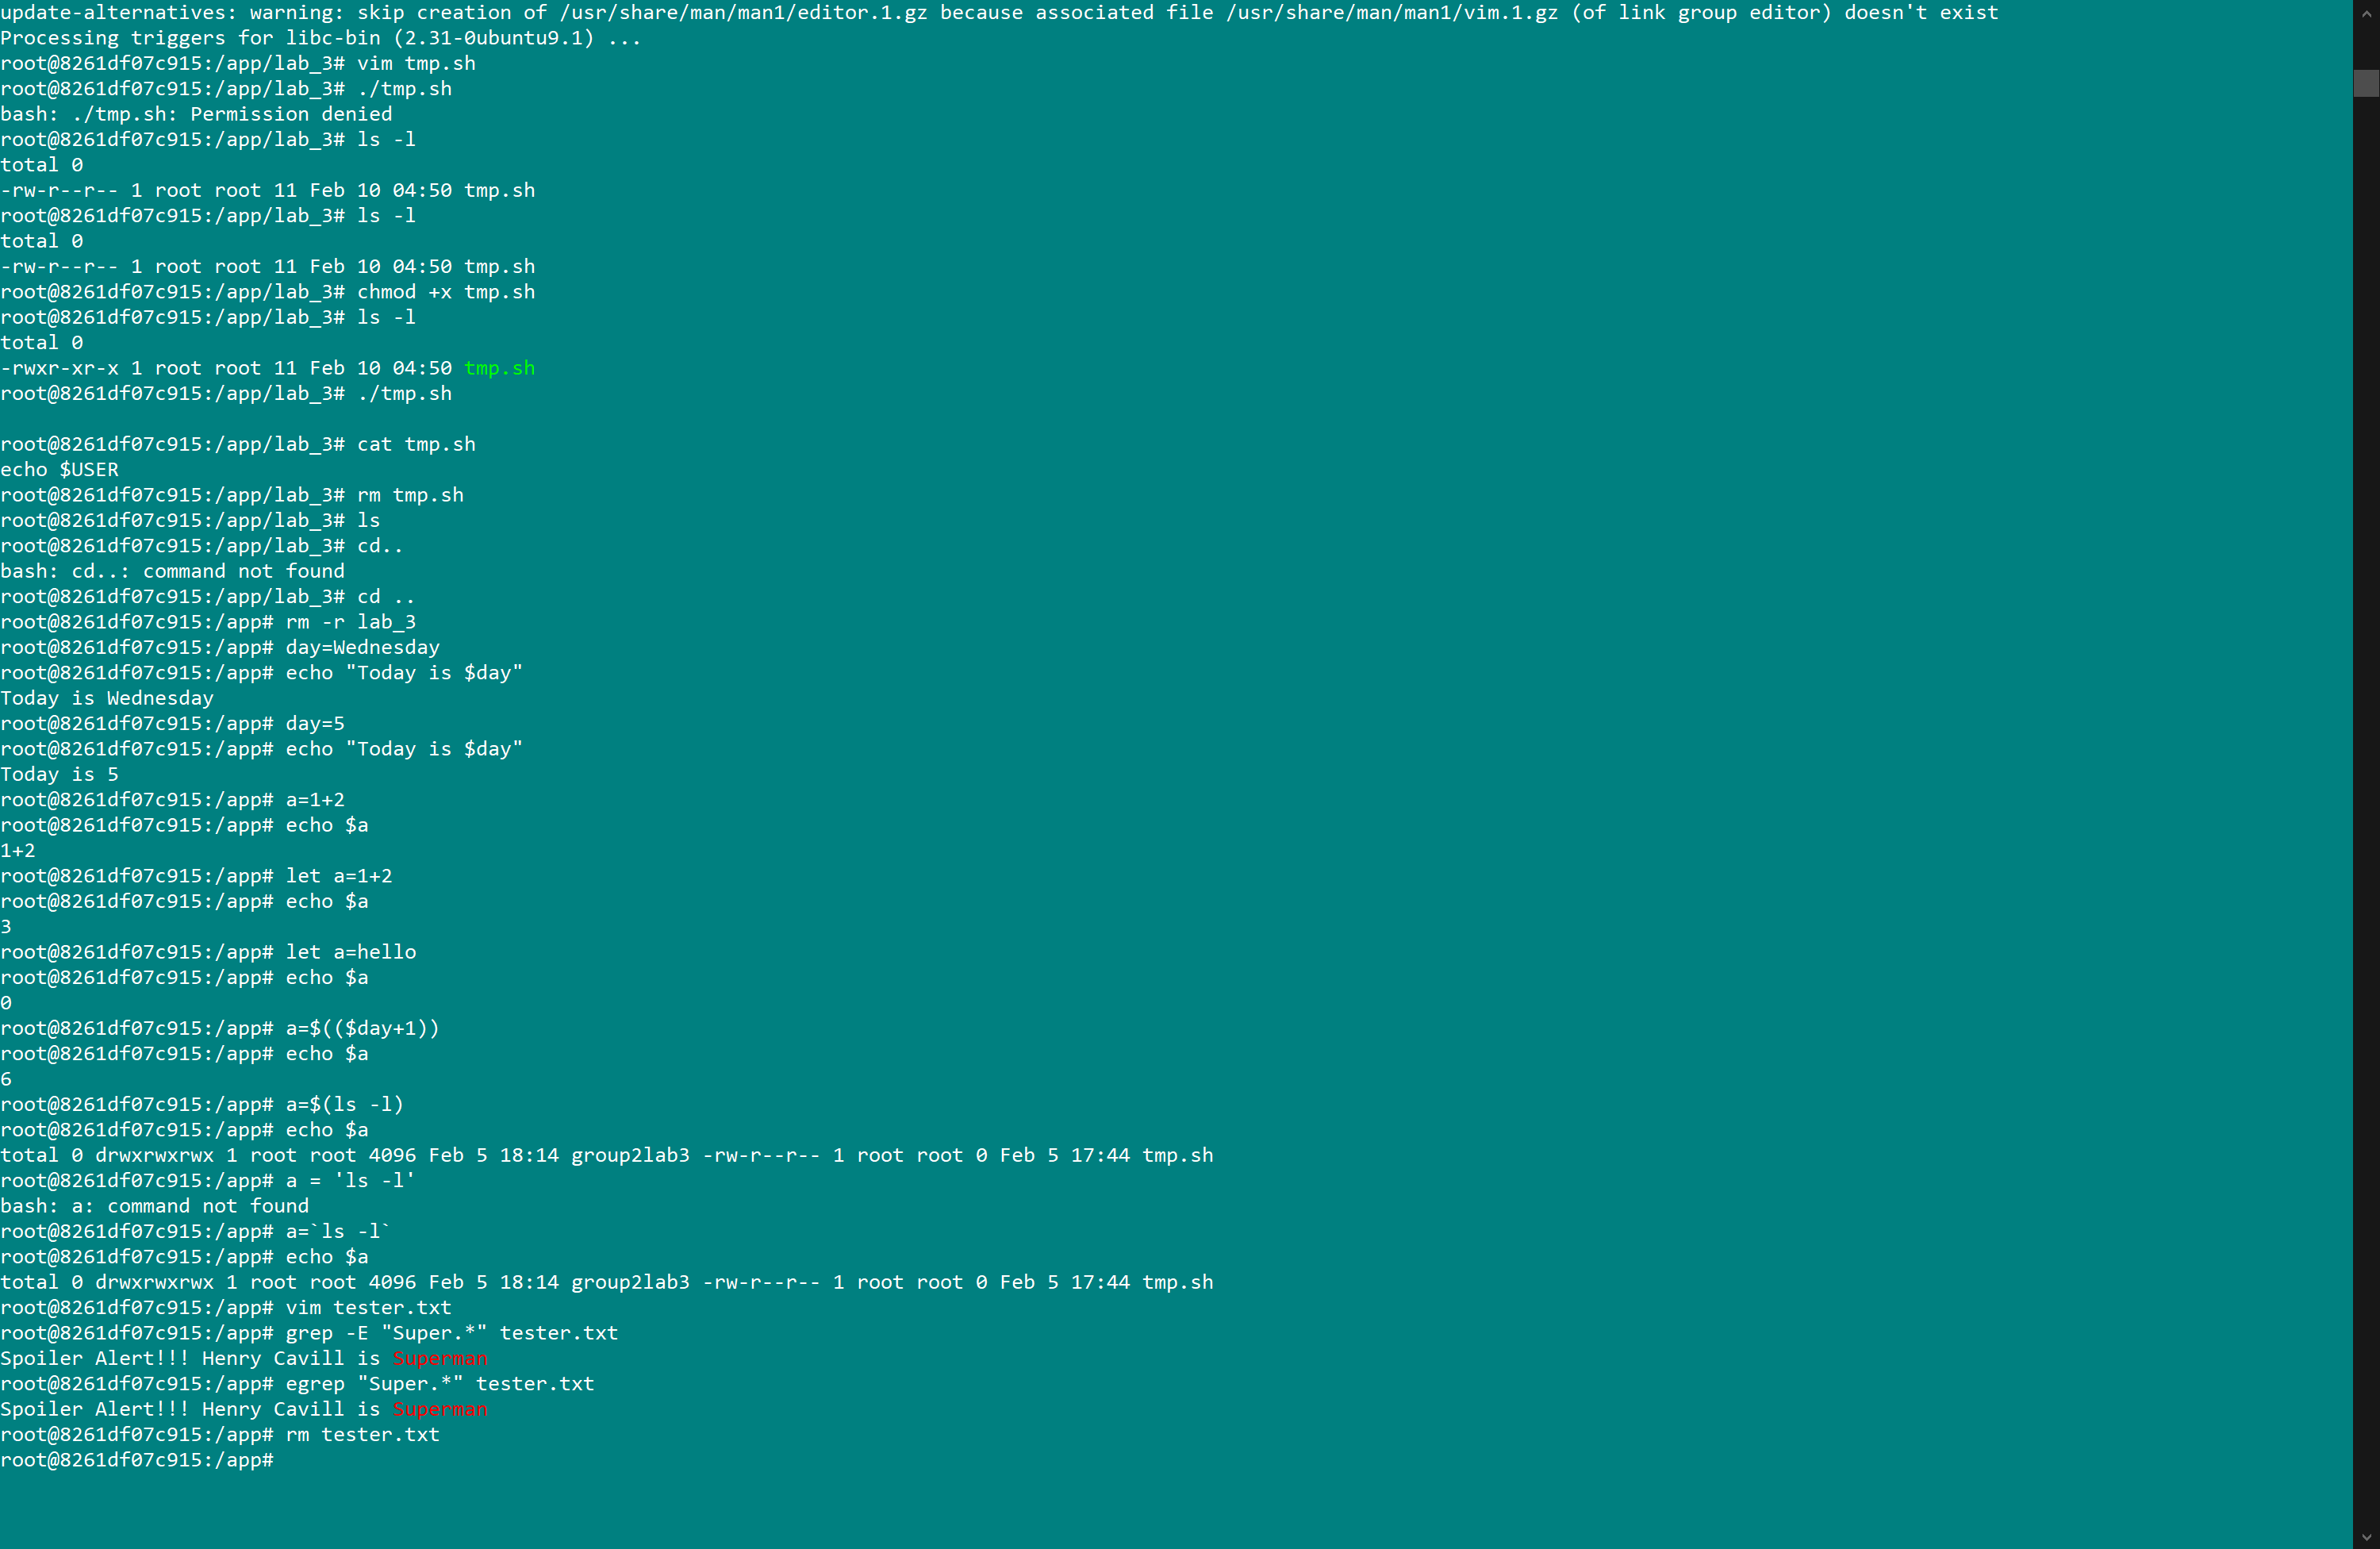 update-alternatives: warning: skip creation of /usr/share/man/man1/editor.1.gz because associated file /usr/share/man/man1/vim.1.gz (of link group editor) doesn't exist
Processing triggers for libc-bin (2.31-0ubuntu9.1) ...
root@8261df07c915:/app/lab_3# vim tmp.sh
root@8261df07c915:/app/lab_3# ./tmp.sh
bash: ./tmp.sh: Permission denied
root@8261df07c915:/app/lab_3# ls -l
total 0
-rw-r--r-- 1 root root 11 Feb 10 04:50 tmp.sh
root@8261df07c915:/app/lab_3# ls -l
total 0
-rw-r--r-- 1 root root 11 Feb 10 04:50 tmp.sh
root@8261df07c915:/app/lab_3# chmod +x tmp.sh
root@8261df07c915:/app/lab_3# ls -l
total 0
-rwxr-xr-x 1 root root 11 Feb 10 04:50 tmp.sh
root@8261df07c915:/app/lab_3# ./tmp.sh

root@8261df07c915:/app/lab_3# cat tmp.sh
echo $USER
root@8261df07c915:/app/lab_3# rm tmp.sh
root@8261df07c915:/app/lab_3# ls
root@8261df07c915:/app/lab_3# cd..
bash: cd..: command not found
root@8261df07c915:/app/lab_3# cd ..
root@8261df07c915:/app# rm -r lab_3
root@8261df07c915:/app# day=Wednesday
root@8261df07c915:/app# echo "Today is $day"
Today is Wednesday
root@8261df07c915:/app# day=5
root@8261df07c915:/app# echo "Today is $day"
Today is 5
root@8261df07c915:/app# a=1+2
root@8261df07c915:/app# echo $a
1+2
root@8261df07c915:/app# let a=1+2
root@8261df07c915:/app# echo $a
3
root@8261df07c915:/app# let a=hello
root@8261df07c915:/app# echo $a
0
root@8261df07c915:/app# a=$(($day+1))
root@8261df07c915:/app# echo $a
6
root@8261df07c915:/app# a=$(ls -l)
root@8261df07c915:/app# echo $a
total 0 drwxrwxrwx 1 root root 4096 Feb 5 18:14 group2lab3 -rw-r--r-- 1 root root 0 Feb 5 17:44 tmp.sh
root@8261df07c915:/app# a = 'ls -l'
bash: a: command not found
root@8261df07c915:/app# a=`ls -l`
root@8261df07c915:/app# echo $a
total 0 drwxrwxrwx 1 root root 4096 Feb 5 18:14 group2lab3 -rw-r--r-- 1 root root 0 Feb 5 17:44 tmp.sh
root@8261df07c915:/app# vim tester.txt
root@8261df07c915:/app# grep -E "Super.*" tester.txt
Spoiler Alert!!! Henry Cavill is Superman
root@8261df07c915:/app# egrep "Super.*" tester.txt
Spoiler Alert!!! Henry Cavill is Superman
root@8261df07c915:/app# rm tester.txt
root@8261df07c915:/app#